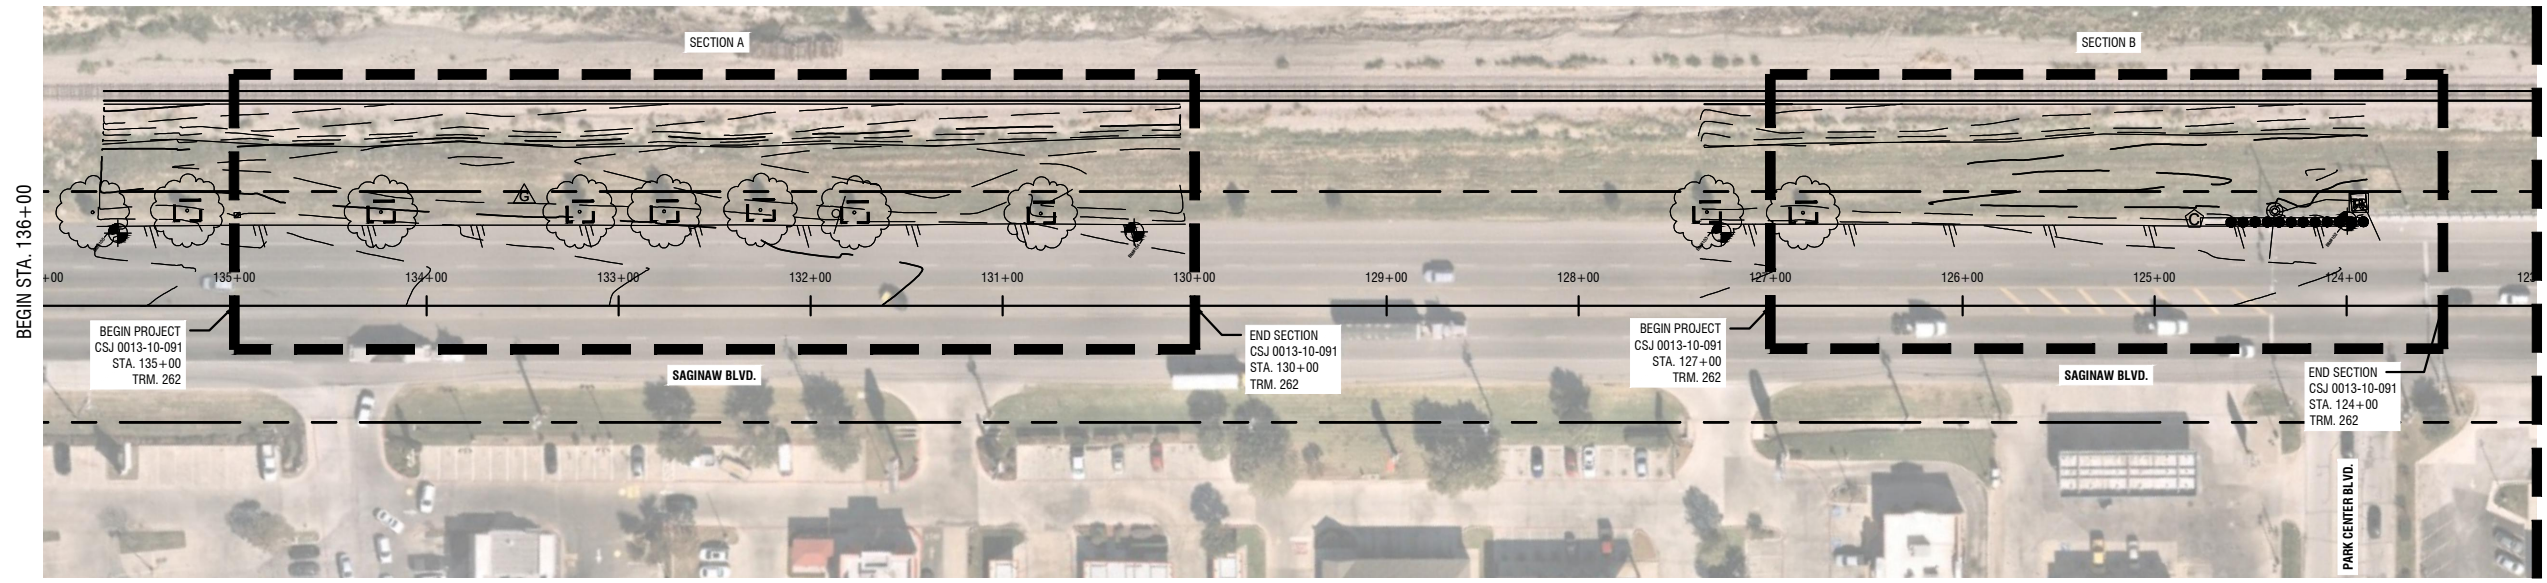 SECTION A
SECTION B
BEGIN STA. 136+00
G
C
+00
135+00
134+00
133+00
132+00
131+00
130+00
129+00
128+00
127+00
126+00
125+00
124+00
BEGIN PROJECT
CSJ 0013-10-091
STA. 135+00
TRM. 262
SAGINAW BLVD.
END SECTION
CSJ 0013-10-091
STA. 130+00
TRM. 262
BEGIN PROJECT
CSJ 0013-10-091
STA. 127+00
TRM. 262
SAGINAW BLVD.
END SECTION
CSJ 0013-10-091
STA. 124+00
TRM. 262
PARK CENTER BLVD.